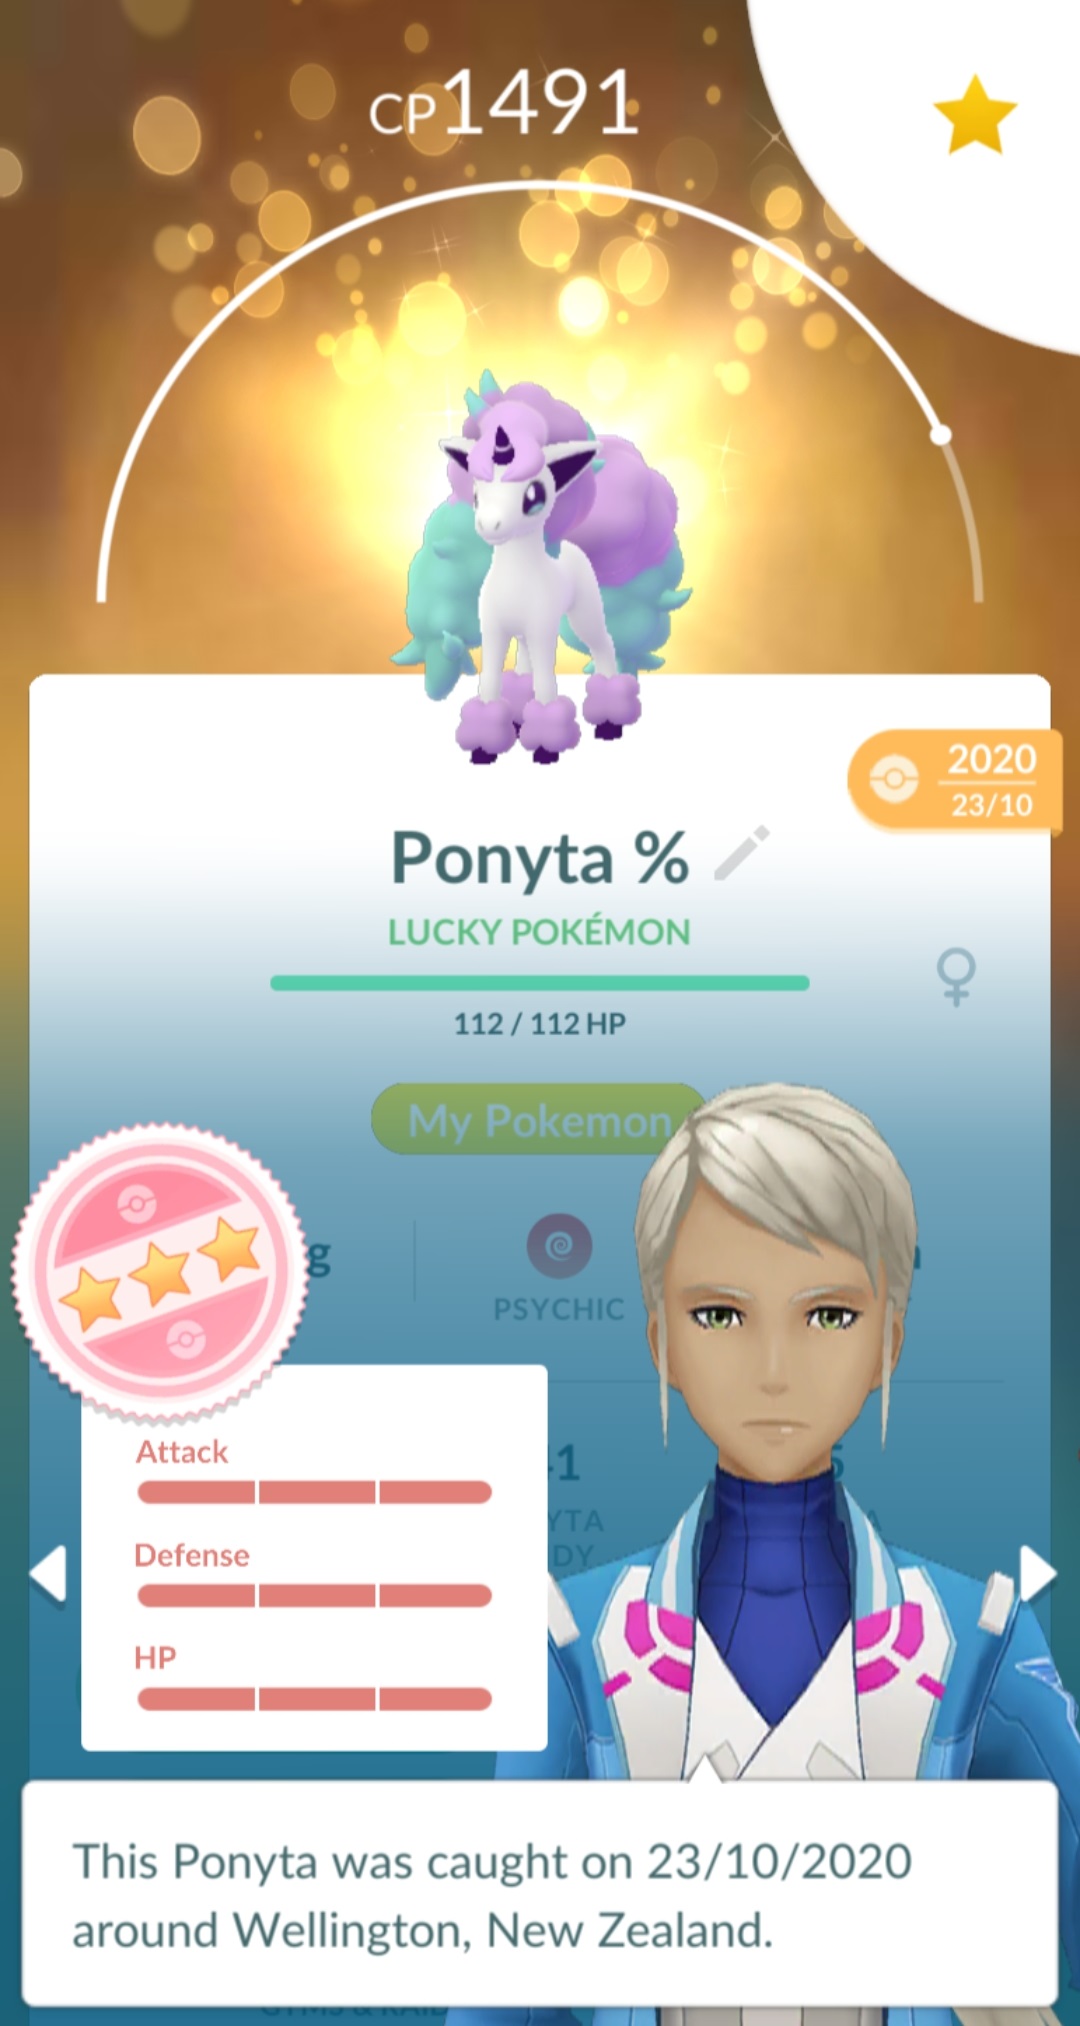 CP1491
2020
23/10
Ponyta %
LUCKY POKÉMON
112 / 112 HP
My Pokemon
g
PSYCHIC
Attack
Defense
HP
This Ponyta was caught on 23/10/2020
around Wellington, New Zealand.